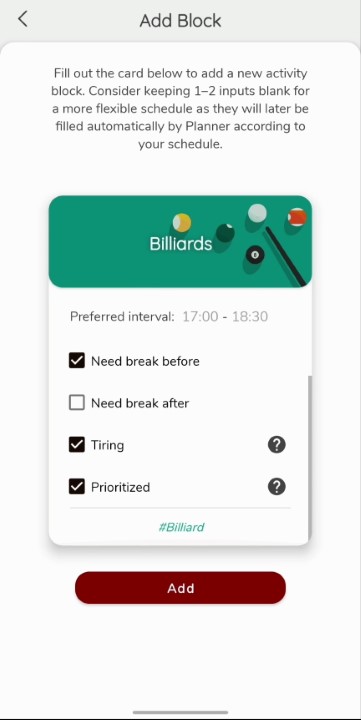 Add Block
Fill out the card below to add a new activity
block. Consider keeping 1–2 inputs blank for
a more flexible schedule as they will later be
filled automatically by Planner according to
your schedule.
Billiards
Preferred interval: 17:00 - 18:30
Need break before
Need break after
Tiring
?
Prioritized
?
#Billiard
Add